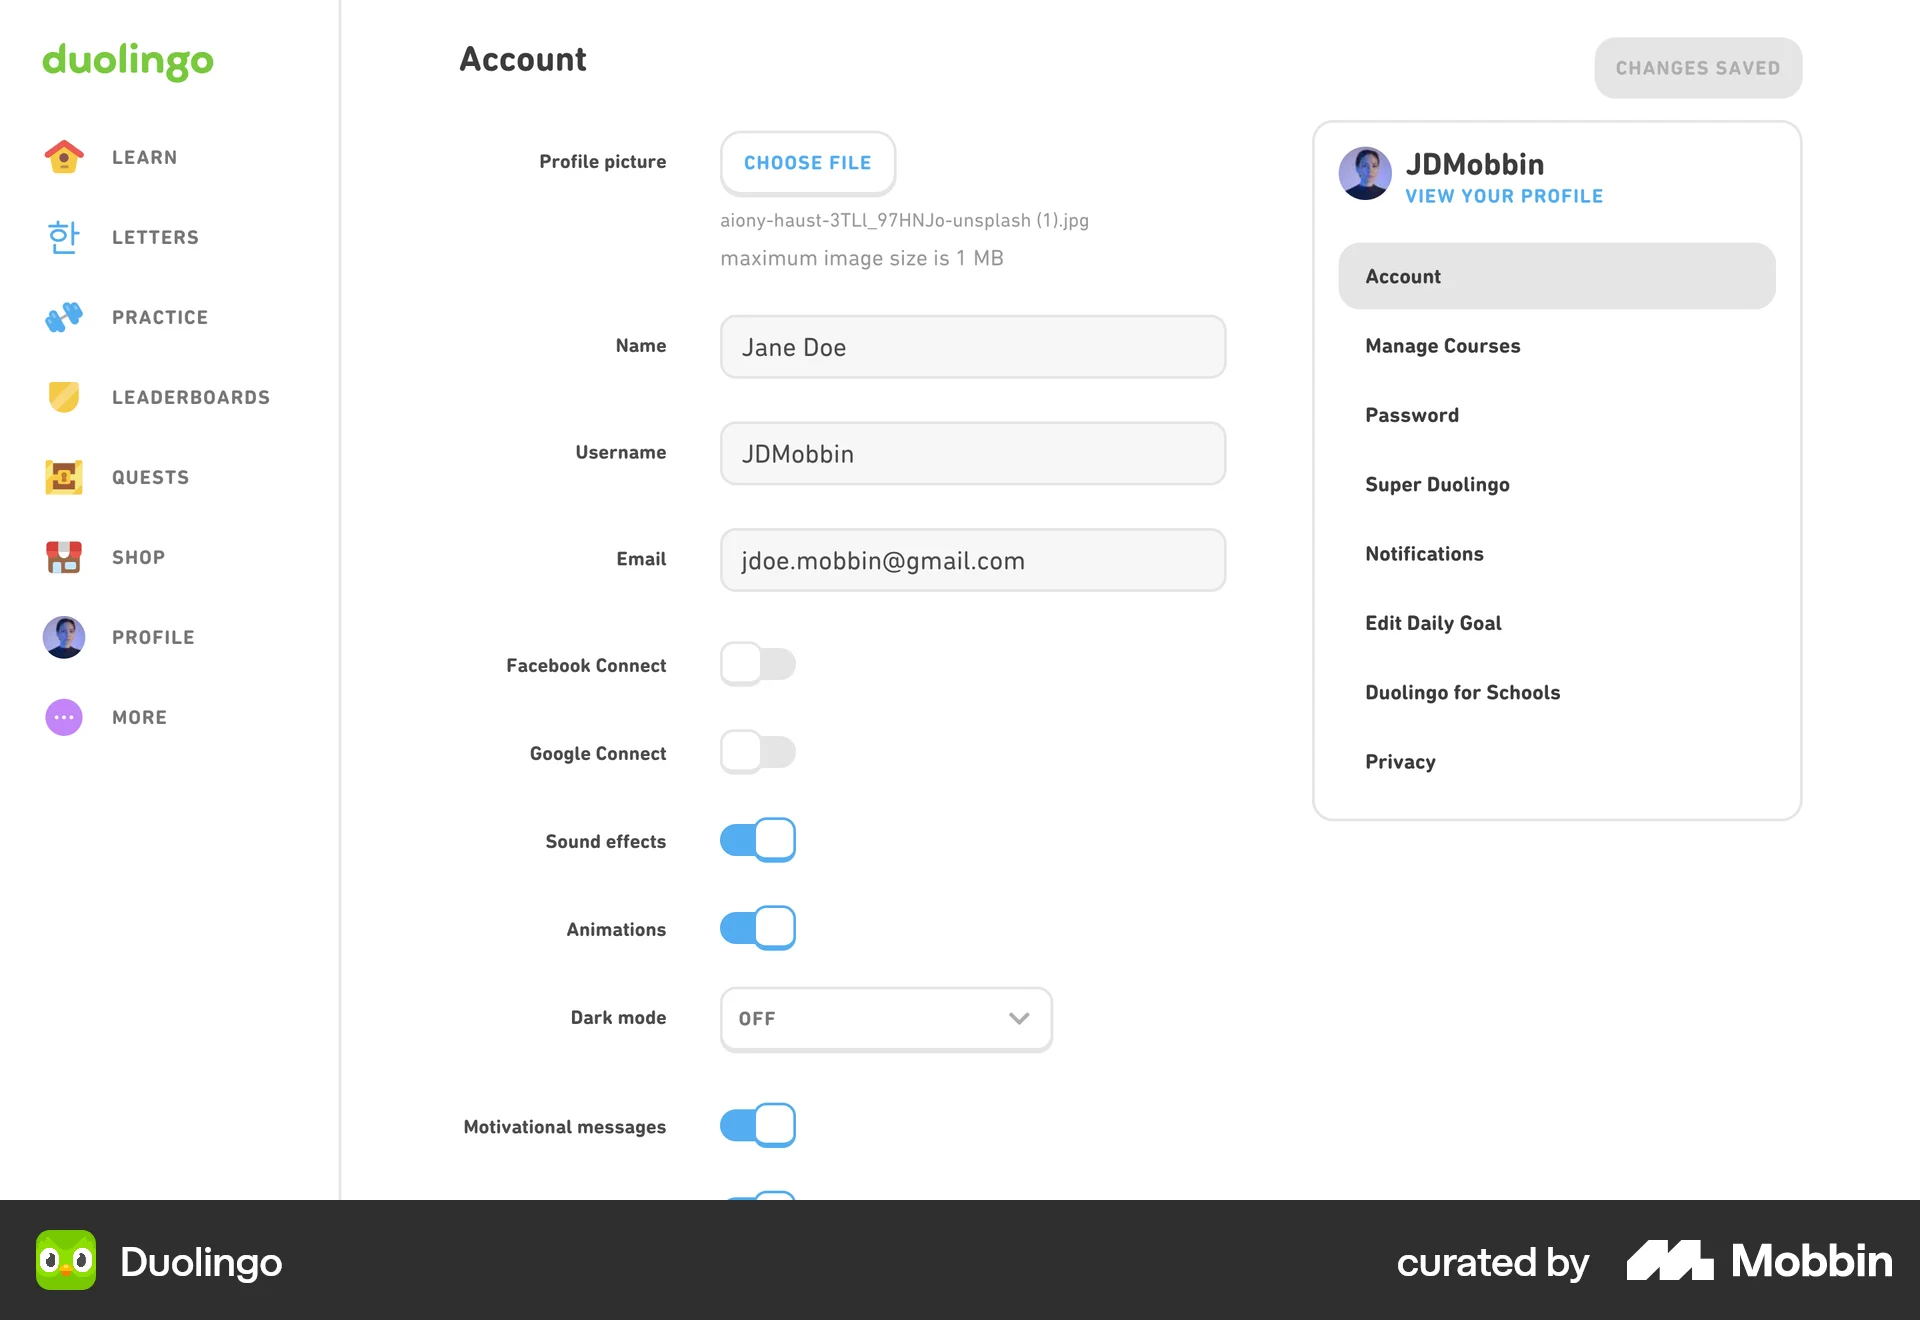 duolingo
LEARN
한
LETTERS
PRACTICE
LEADERBOARDS
QUESTS
SHOP
PROFILE
MORE
Account
CHANGES SAVED
Profile picture
CHOOSE FILE
aiony-haust-3TLl_97HNJo-unsplash (1).jpg
maximum image size is 1 MB
Name
Jane Doe
Username
JDMobbin
Email
jdoe.mobbin@gmail.com
Facebook Connect
Google Connect
Sound effects
Animations
Dark mode
OFF
Motivational messages
JDMobbin
VIEW YOUR PROFILE
Account
Manage Courses
Password
Super Duolingo
Notifications
Edit Daily Goal
Duolingo for Schools
Privacy
Duolingo
curated by
Mobbin